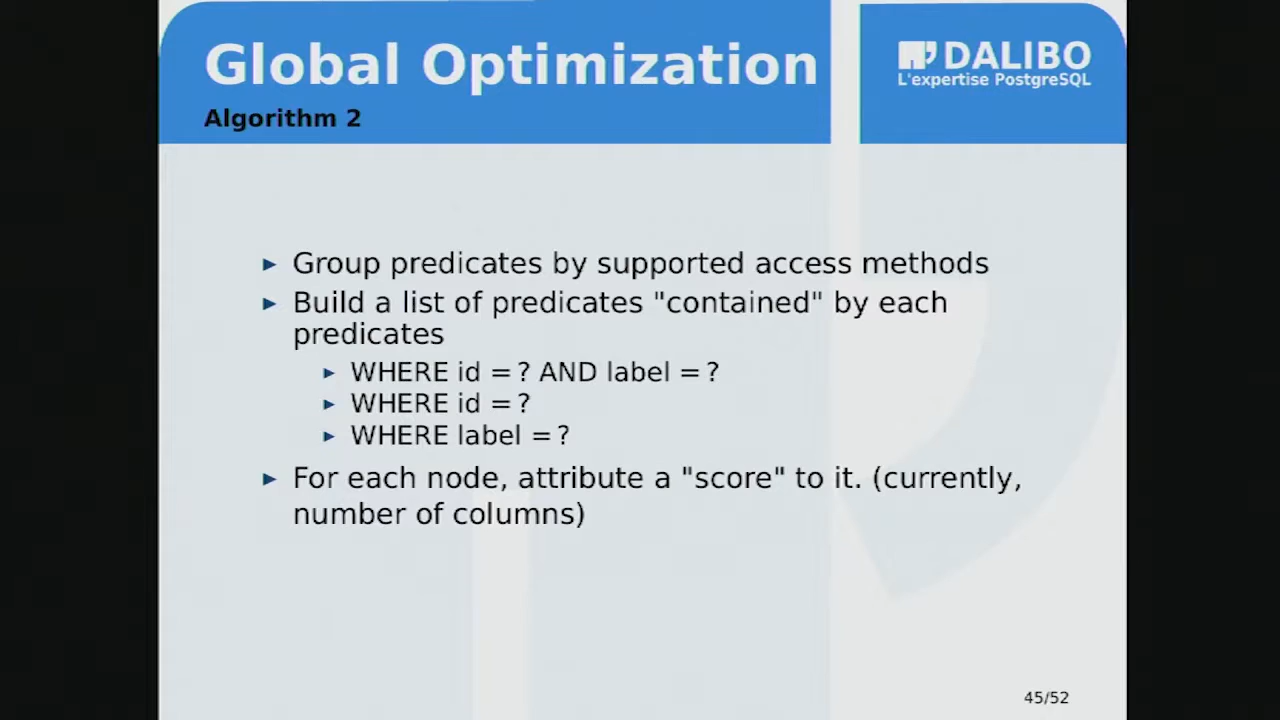 Global Optimization
Algorithm 2
DALIBO
L'expertise PostgreSQL
► Group predicates by supported access methods
► Build a list of predicates "contained" by each
predicates
► WHERE id = ? AND label = ?
► WHERE id = ?
► WHERE label = ?
► For each node, attribute a "score" to it. (currently,
number of columns)
45/52